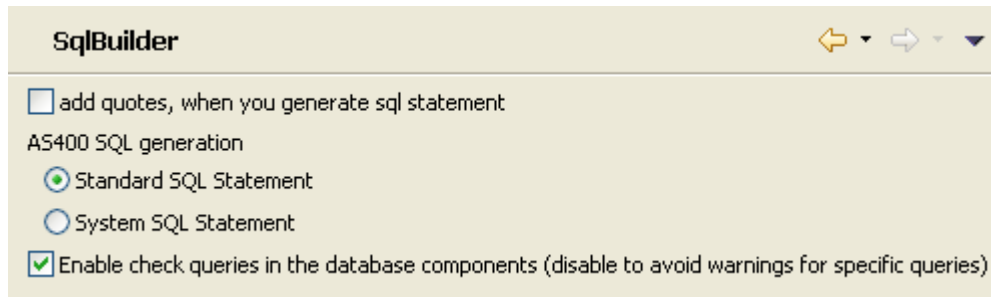 SqlBuilder
add quotes, when you generate sql statement
AS400 SQL generation
Standard SQL Statement
System SQL Statement
Enable check queries in the database components (disable to avoid warnings for specific queries)